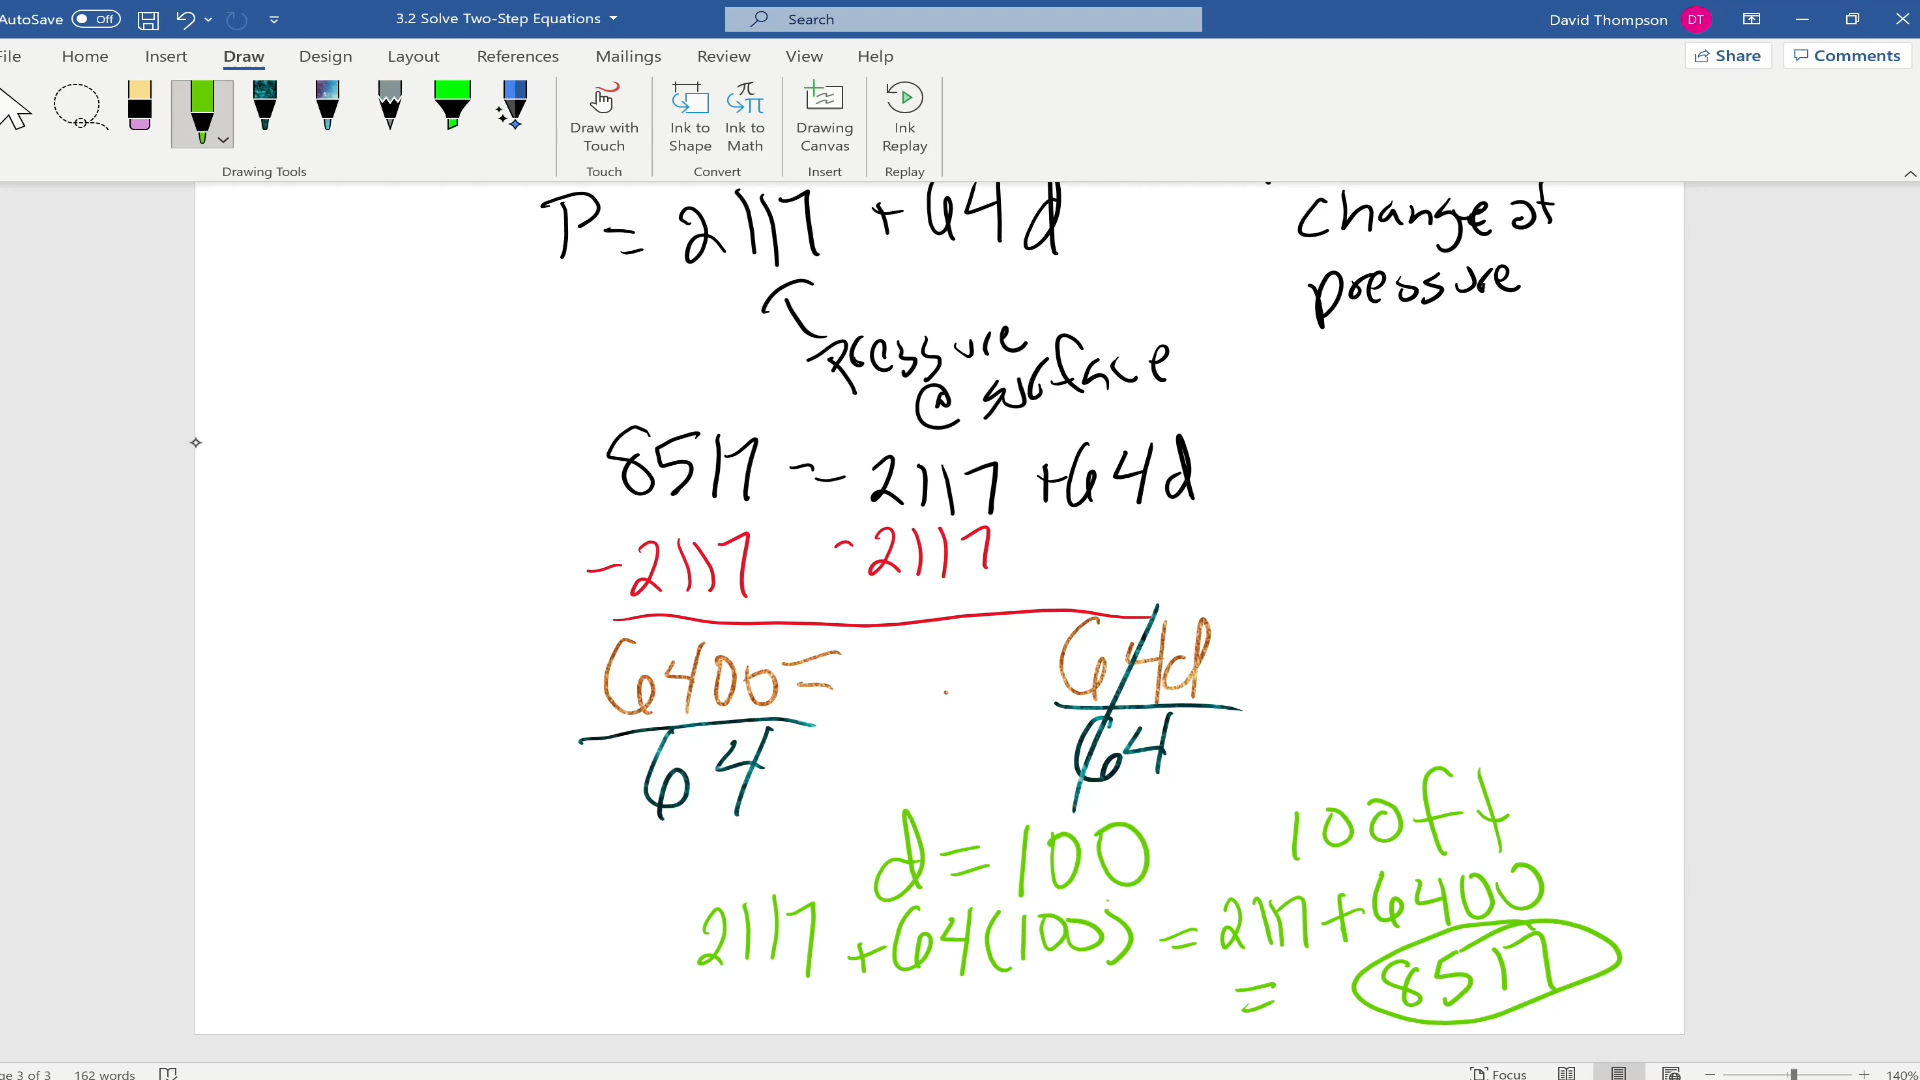 AutoSave Off 3.2 Solve Two-Step Equations Search David Thompson DT
File Home Insert Draw Design Layout References Mailings Review View Help Share Comments
Draw with Touch Ink to Shape Ink to Math Drawing Canvas Ink Replay
Drawing Tools Touch Convert Insert Replay
P = 2117 + 64d
change of
pressure
pressure
@ surface
8517 = 2117 + 64d
-2117 -2117
6400 = 64d
64 64
d = 100 100ft
2117 + 64(100) = 2117 + 6400
= 8517
ge 3 of 3 162 words Focus 140%